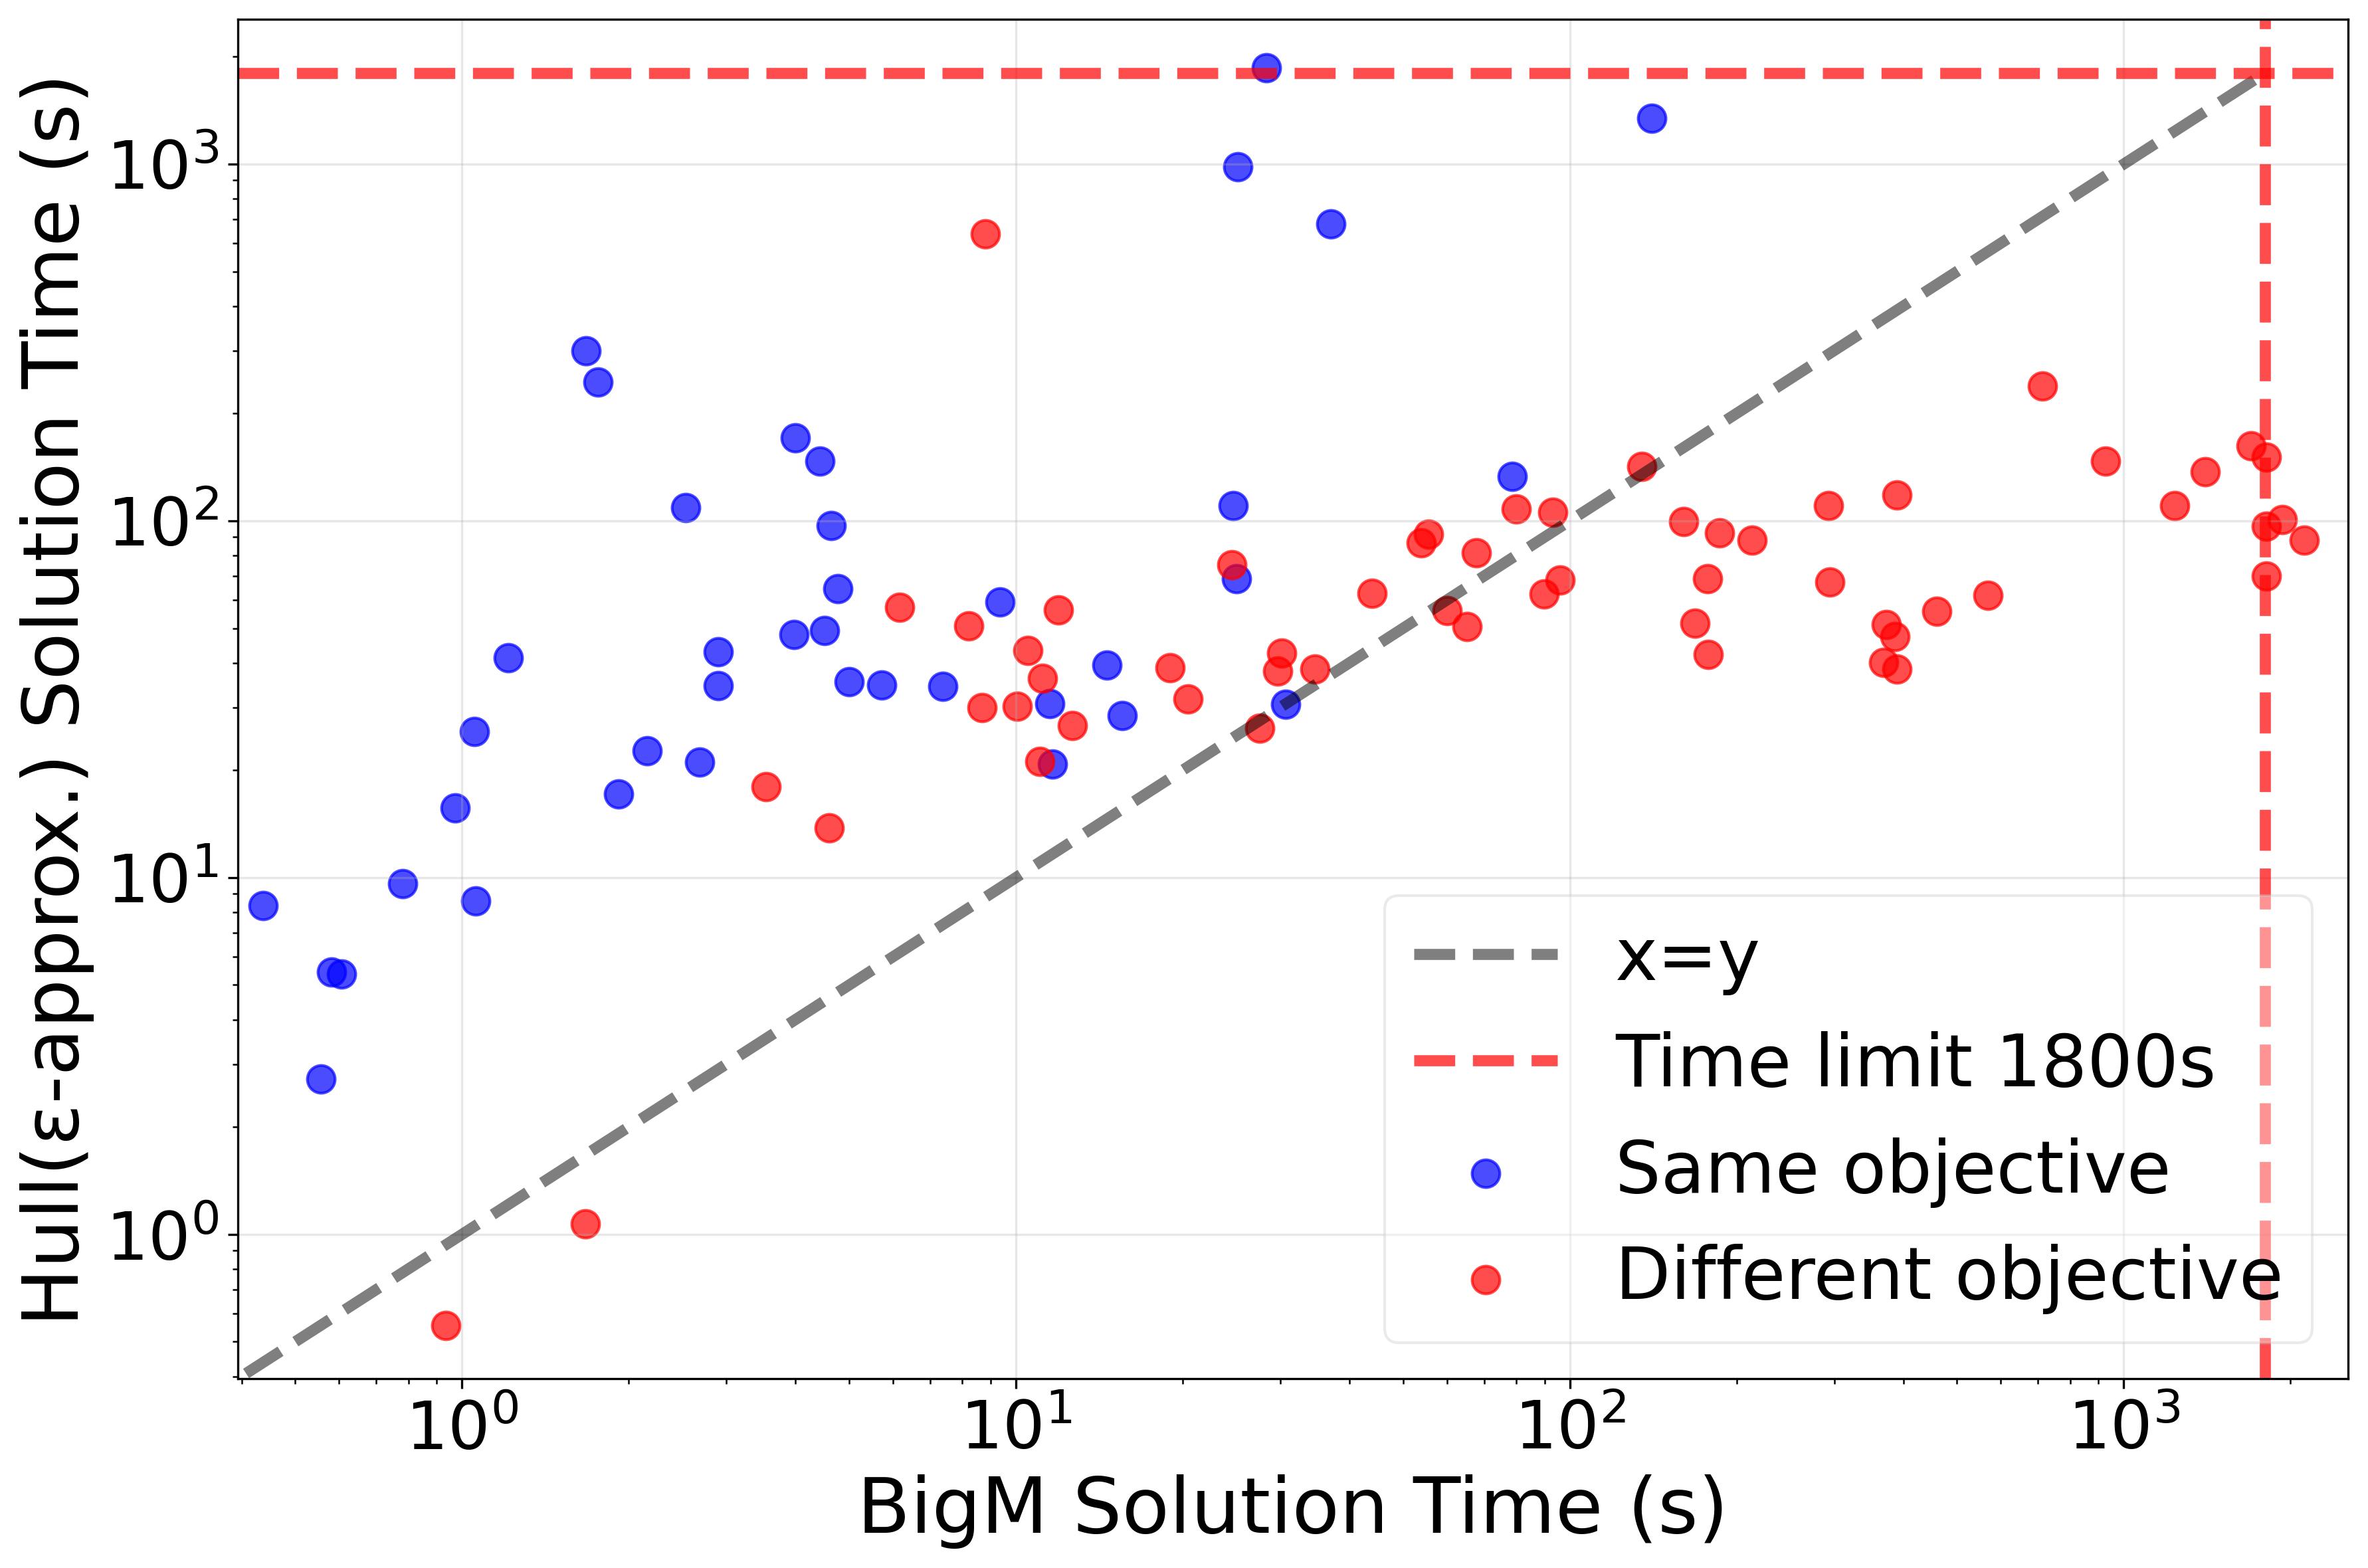 Hull(ε-approx.) Solution Time (s)
10³
10²
10¹
10⁰
x=y
Time limit 1800s
Same objective
Different objective
10⁰ 10¹ 10² 10³
BigM Solution Time (s)